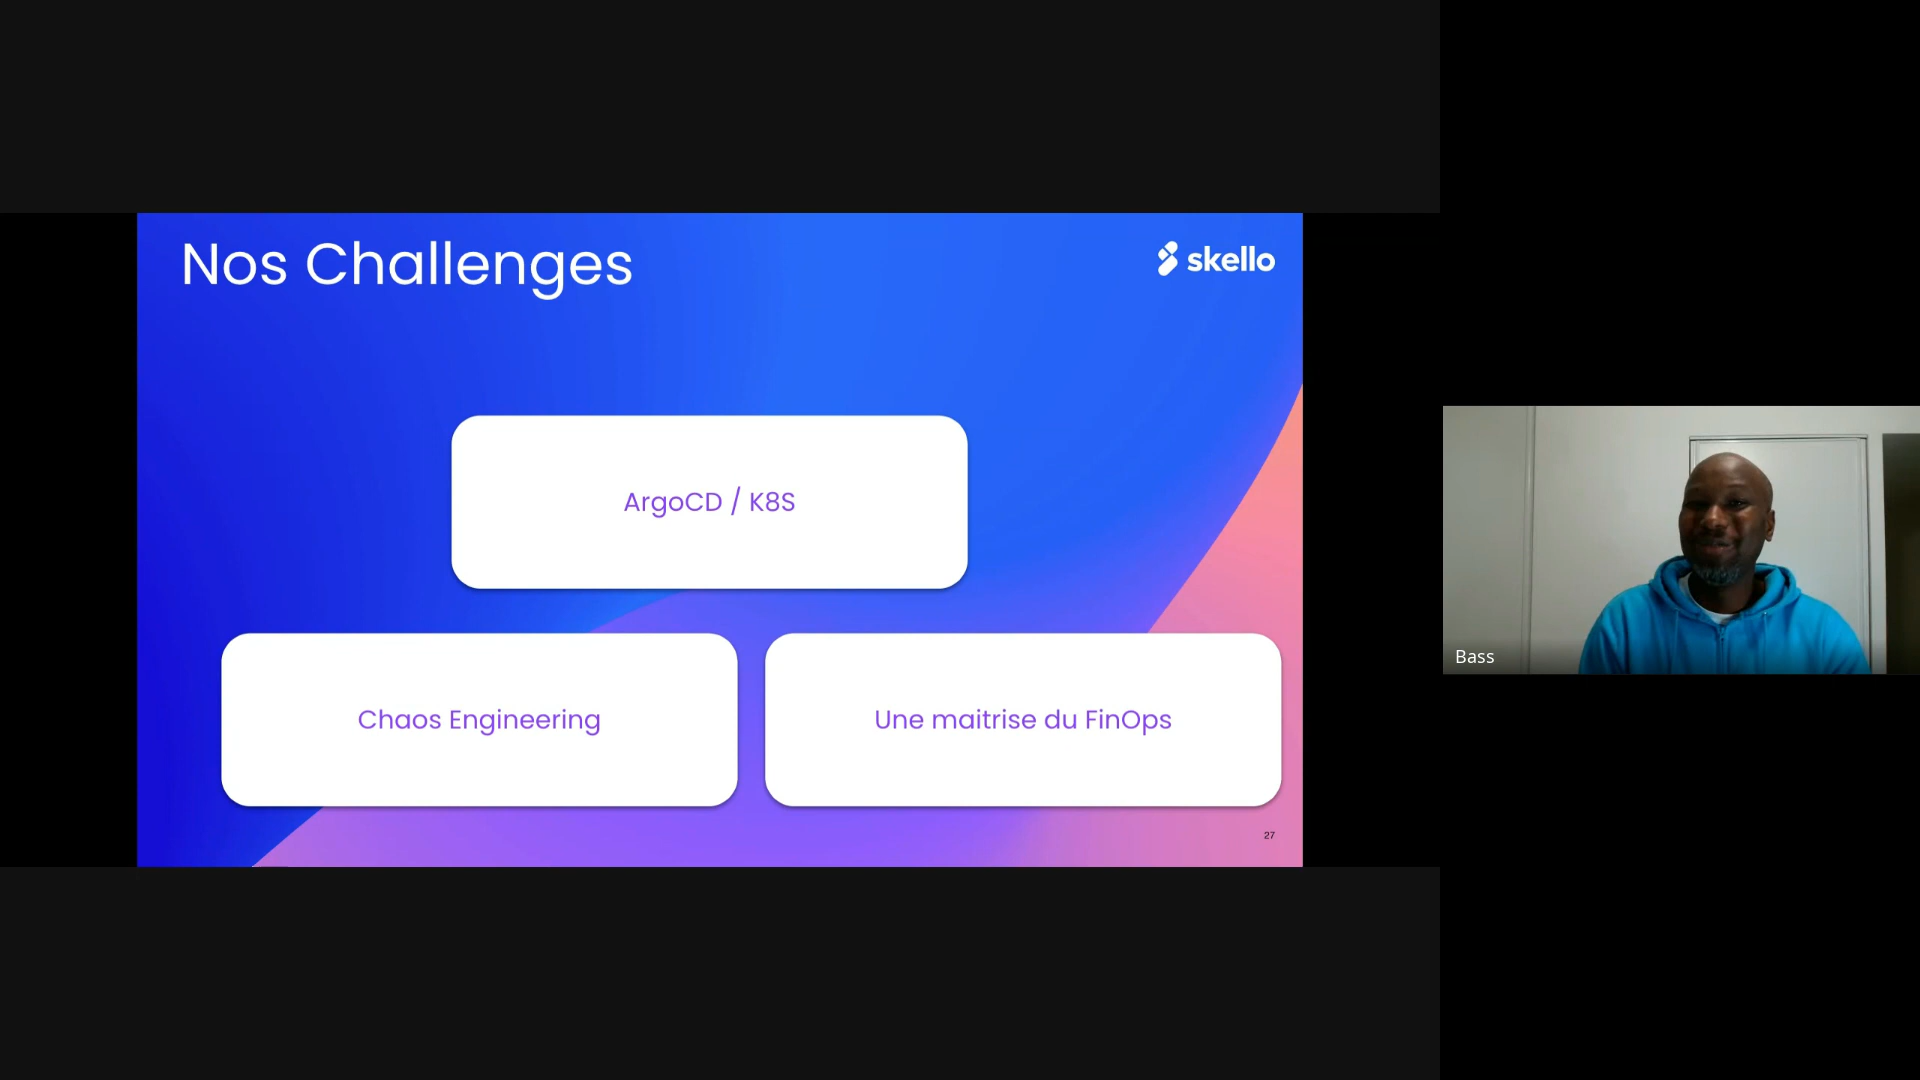 Nos Challenges
skello
ArgoCD / K8S
Chaos Engineering
Une maitrise du FinOps
27
Bass